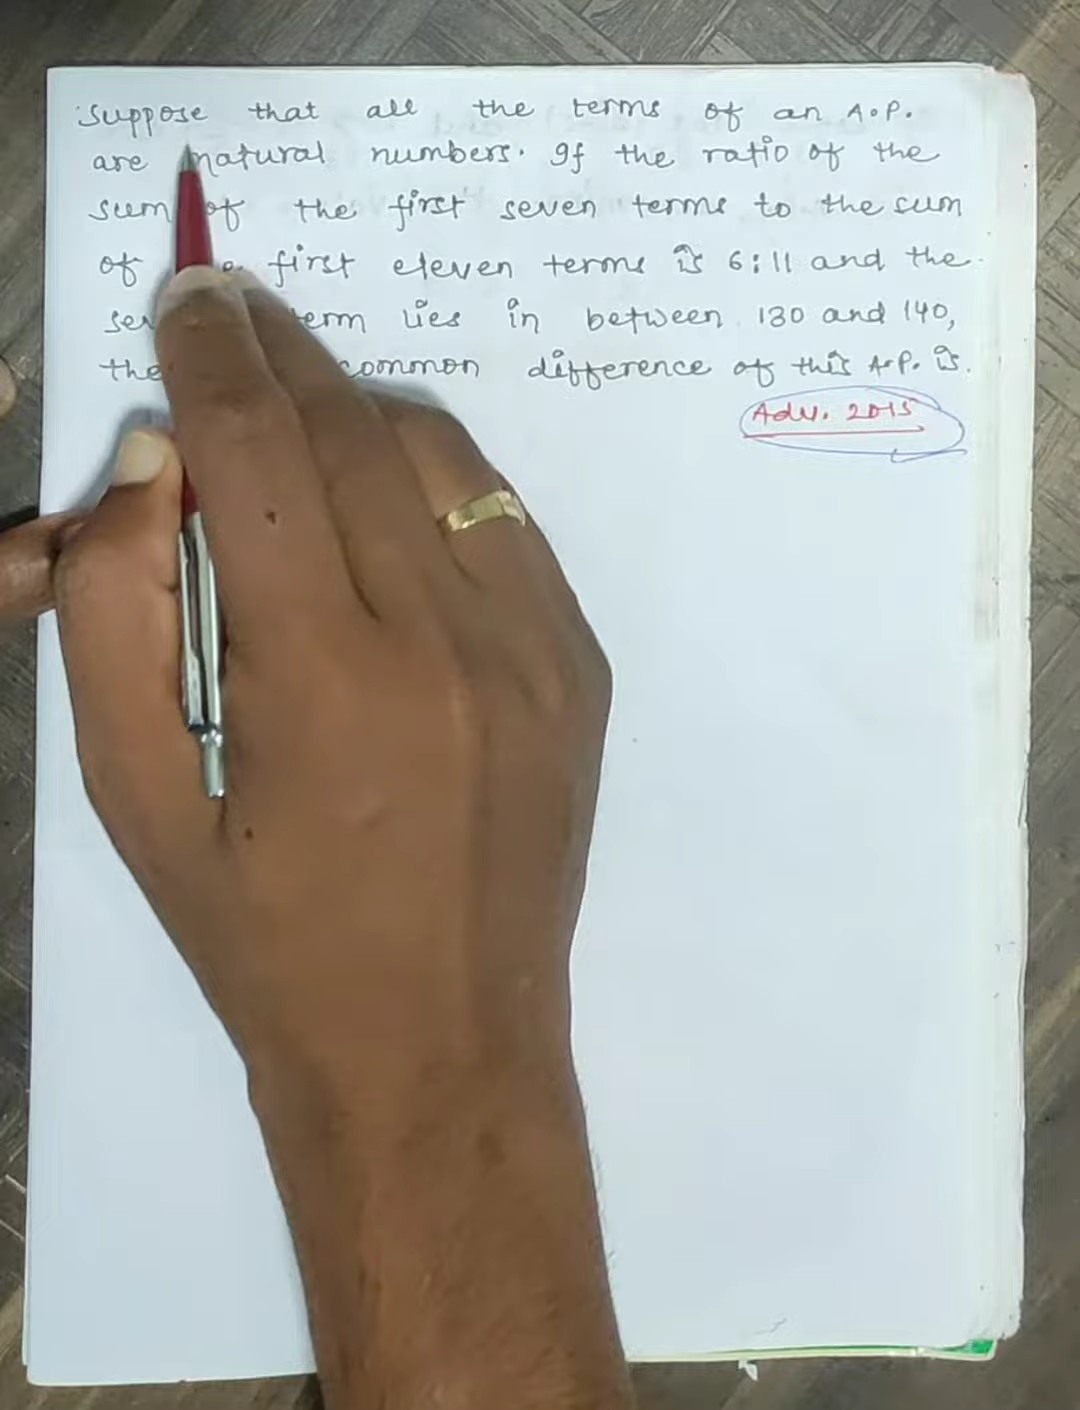 Suppose that all the terms of an A.P.
are natural numbers. If the ratio of the
sum of the first seven terms to the sum
of first eleven terms is 6:11 and the
term lies in between 130 and 140,
common difference of this A.P. is.
Adv. 2015